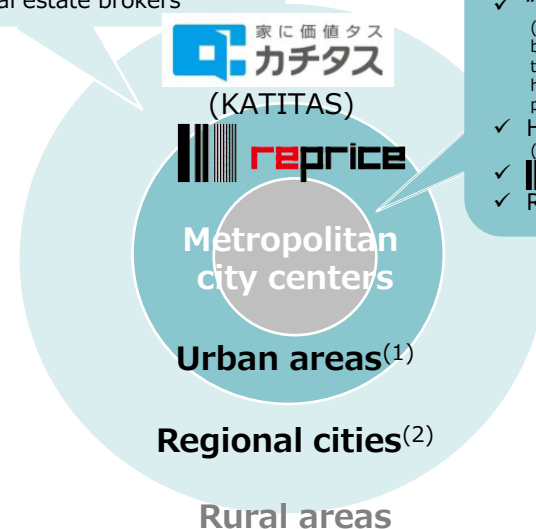 al estate brokers
家に価値タス
カチタス
(KATITAS)
reprice
Metropolitan
city centers
Urban areas(1)
Regional cities(2)
Rural areas